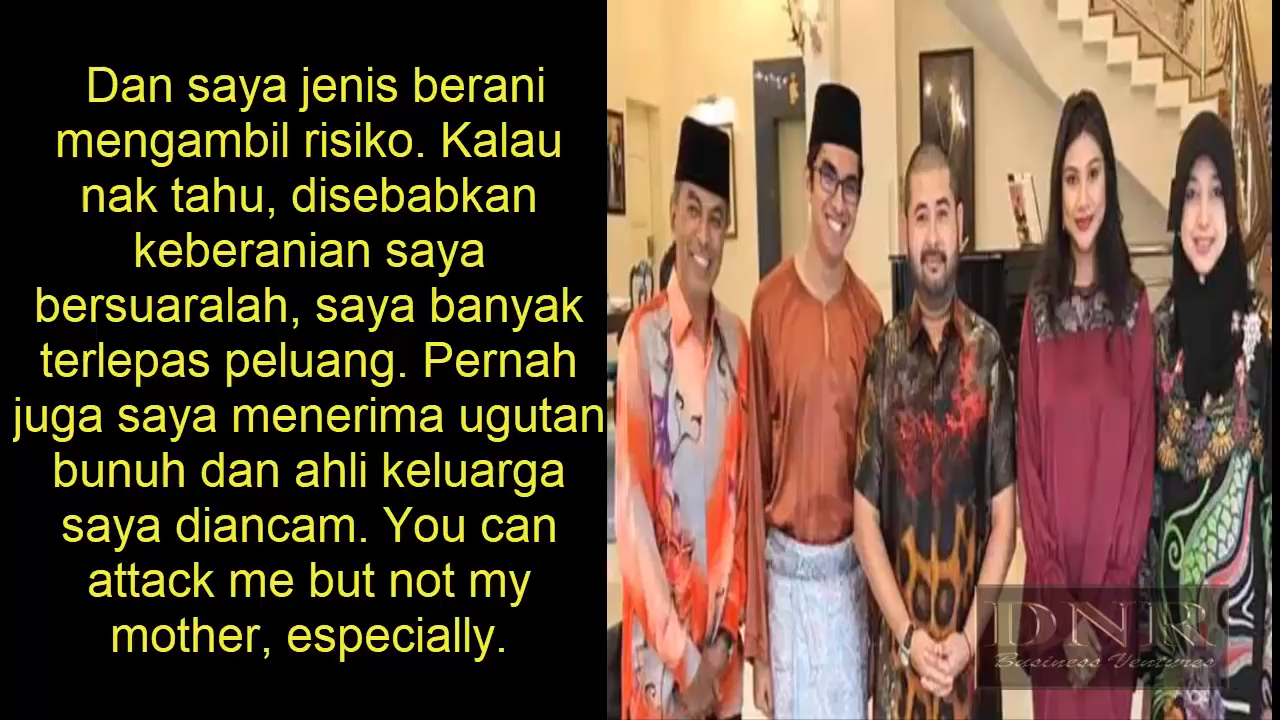 Dan saya jenis berani
mengambil risiko. Kalau
nak tahu, disebabkan
keberanian saya
bersuaralah, saya banyak
terlepas peluang. Pernah
juga saya menerima ugutan
bunuh dan ahli keluarga
saya diancam. You can
attack me but not my
mother, especially.
DNR
Business Ventures